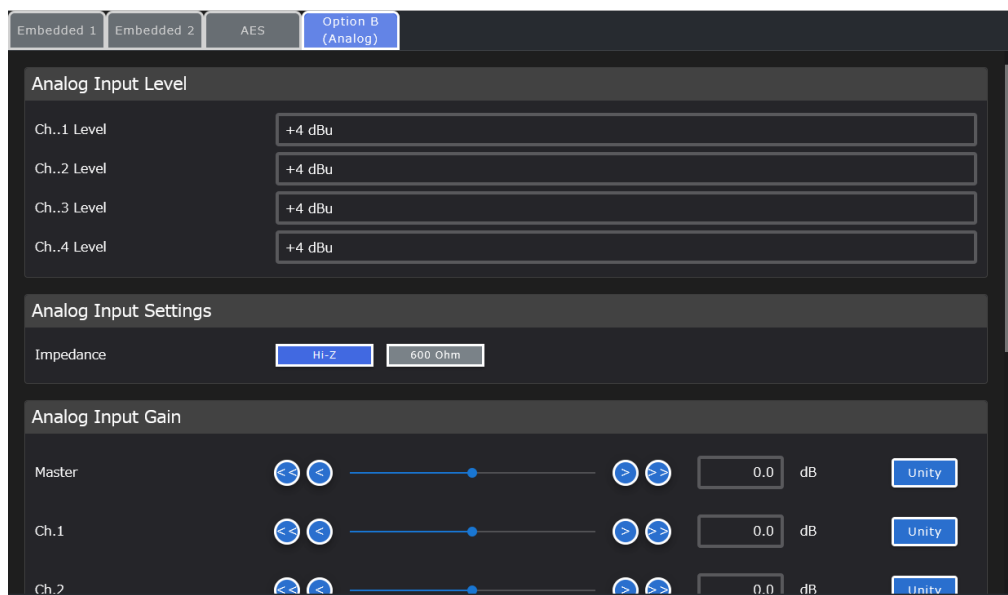 Embedded 1 Embedded 2 AES Option B
(Analog)
Analog Input Level
Ch..1 Level +4 dBu
Ch..2 Level +4 dBu
Ch..3 Level +4 dBu
Ch..4 Level +4 dBu
Analog Input Settings
Impedance Hi-Z 600 Ohm
Analog Input Gain
Master << < > >> 0.0 dB Unity
Ch.1 << < > >> 0.0 dB Unity
Ch.2 << < > >> 0.0 dB Unity